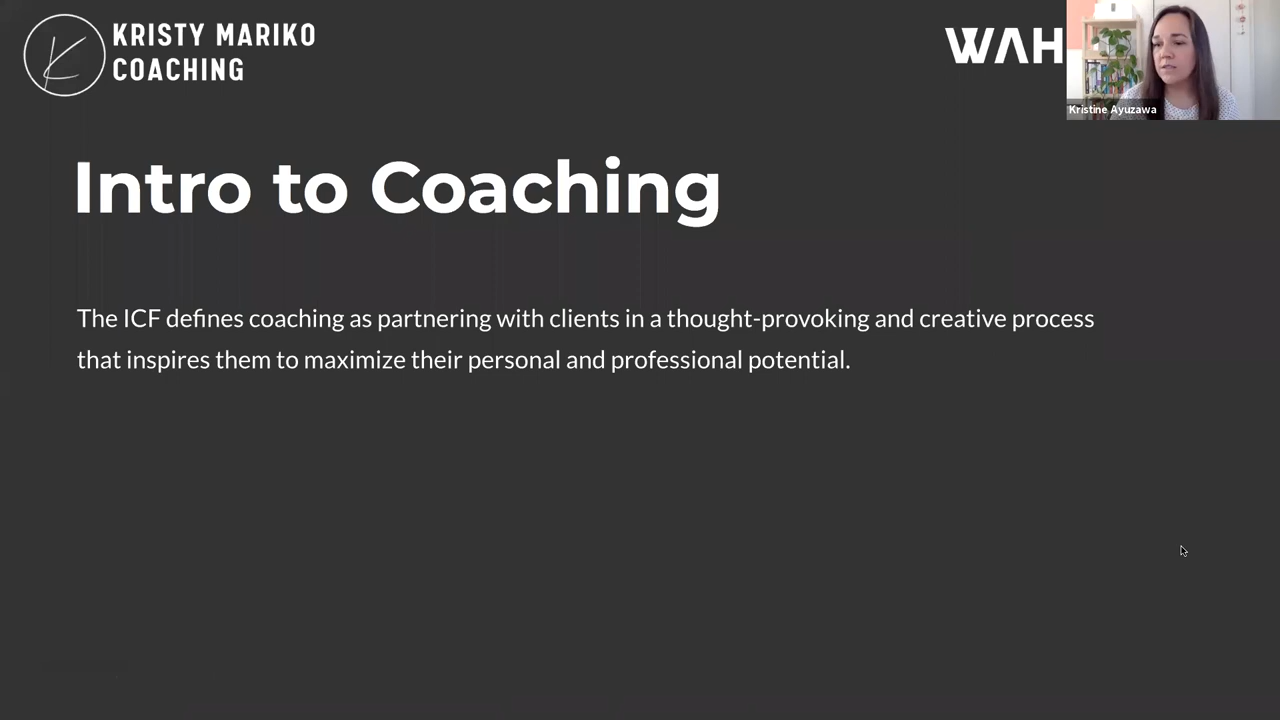 KRISTY MARIKO
COACHING
WAH
Kristine Ayuzawa
Intro to Coaching
The ICF defines coaching as partnering with clients in a thought-provoking and creative process
that inspires them to maximize their personal and professional potential.